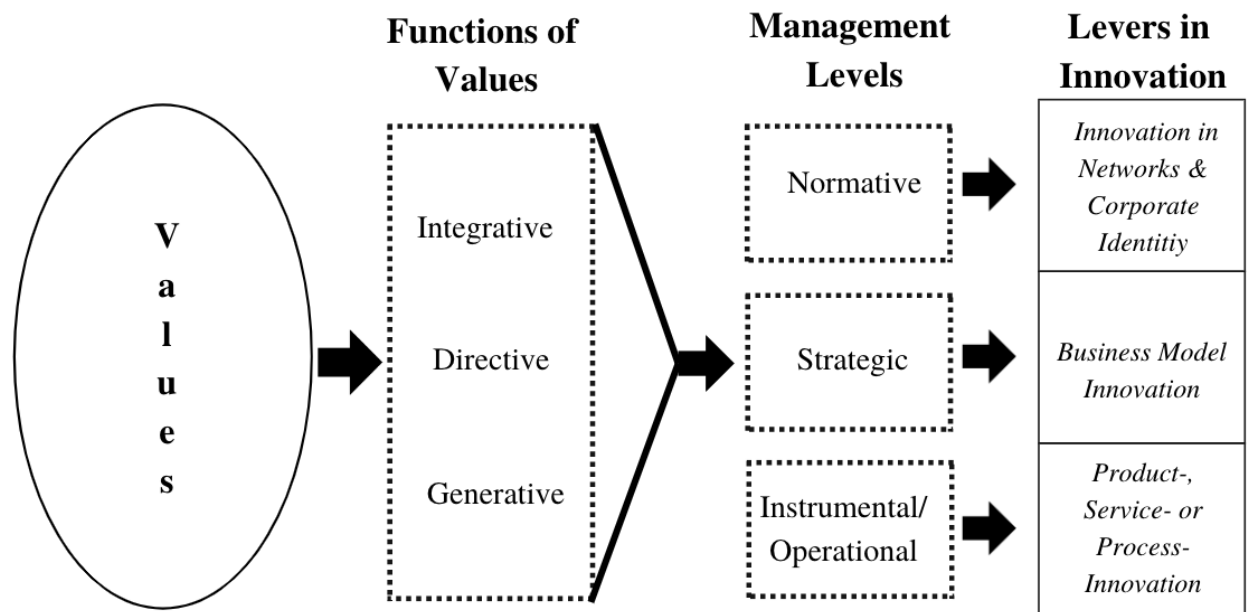 Functions of
Values
Management
Levels
Levers in
Innovation
V
a
l
u
e
s
Integrative
Directive
Generative
Normative
Strategic
Instrumental/
Operational
Innovation in
Networks &
Corporate
Identitiy
Business Model
Innovation
Product-,
Service- or
Process-
Innovation